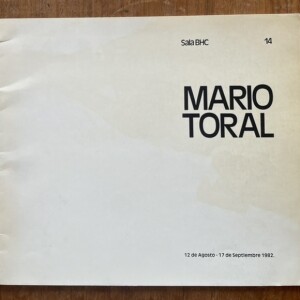 Sala BHC 14
MARIO
TORAL
12 de Agosto - 17 de Septiembre 1982.